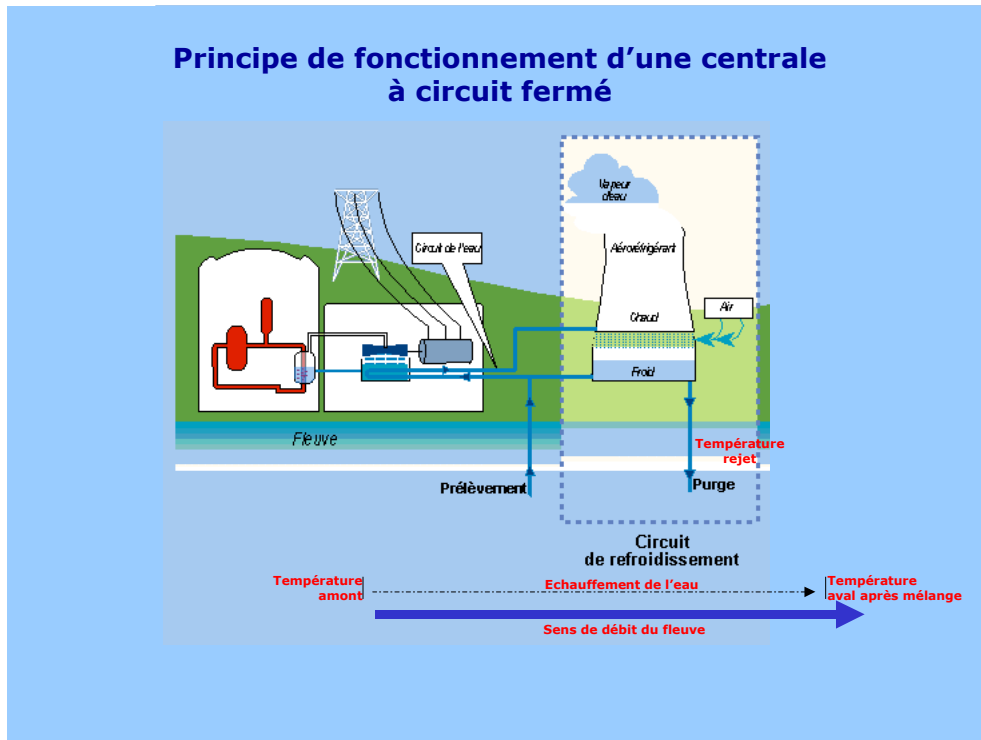 Principe de fonctionnement d’une centrale
à circuit fermé
Vapeur
d'eau
Circuit de l'eau
Aéroréfrigérant
Chaud
Air
Froid
Fleuve
Température
rejet
Prélèvement
Purge
Circuit
de refroidissement
Température
amont
Echauffement de l’eau
Température
aval après mélange
Sens de débit du fleuve